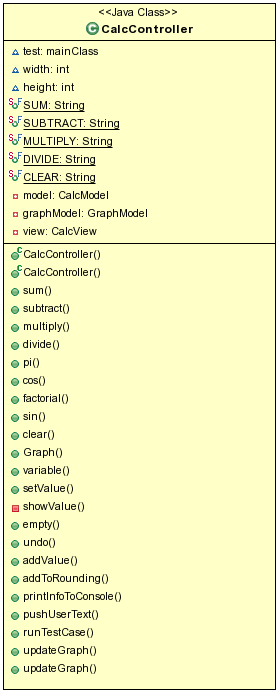 <<Java Class>>
CalcController
test: mainClass
width: int
height: int
SUM: String
SUBTRACT: String
MULTIPLY: String
DIVIDE: String
CLEAR: String
model: CalcModel
graphModel: GraphModel
view: CalcView
CalcController()
CalcController()
sum()
subtract()
multiply()
divide()
pi()
cos()
factorial()
sin()
clear()
Graph()
variable()
setValue()
showValue()
empty()
undo()
addValue()
addToRounding()
printInfoToConsole()
pushUserText()
runTestCase()
updateGraph()
updateGraph()